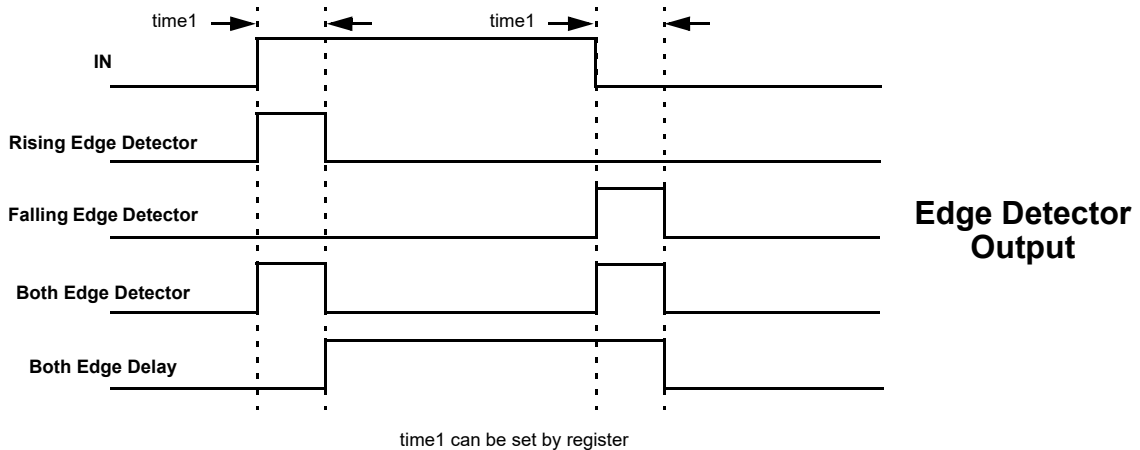 time1
time1
IN
Rising Edge Detector
Falling Edge Detector
Edge Detector
Output
Both Edge Detector
Both Edge Delay
time1 can be set by register